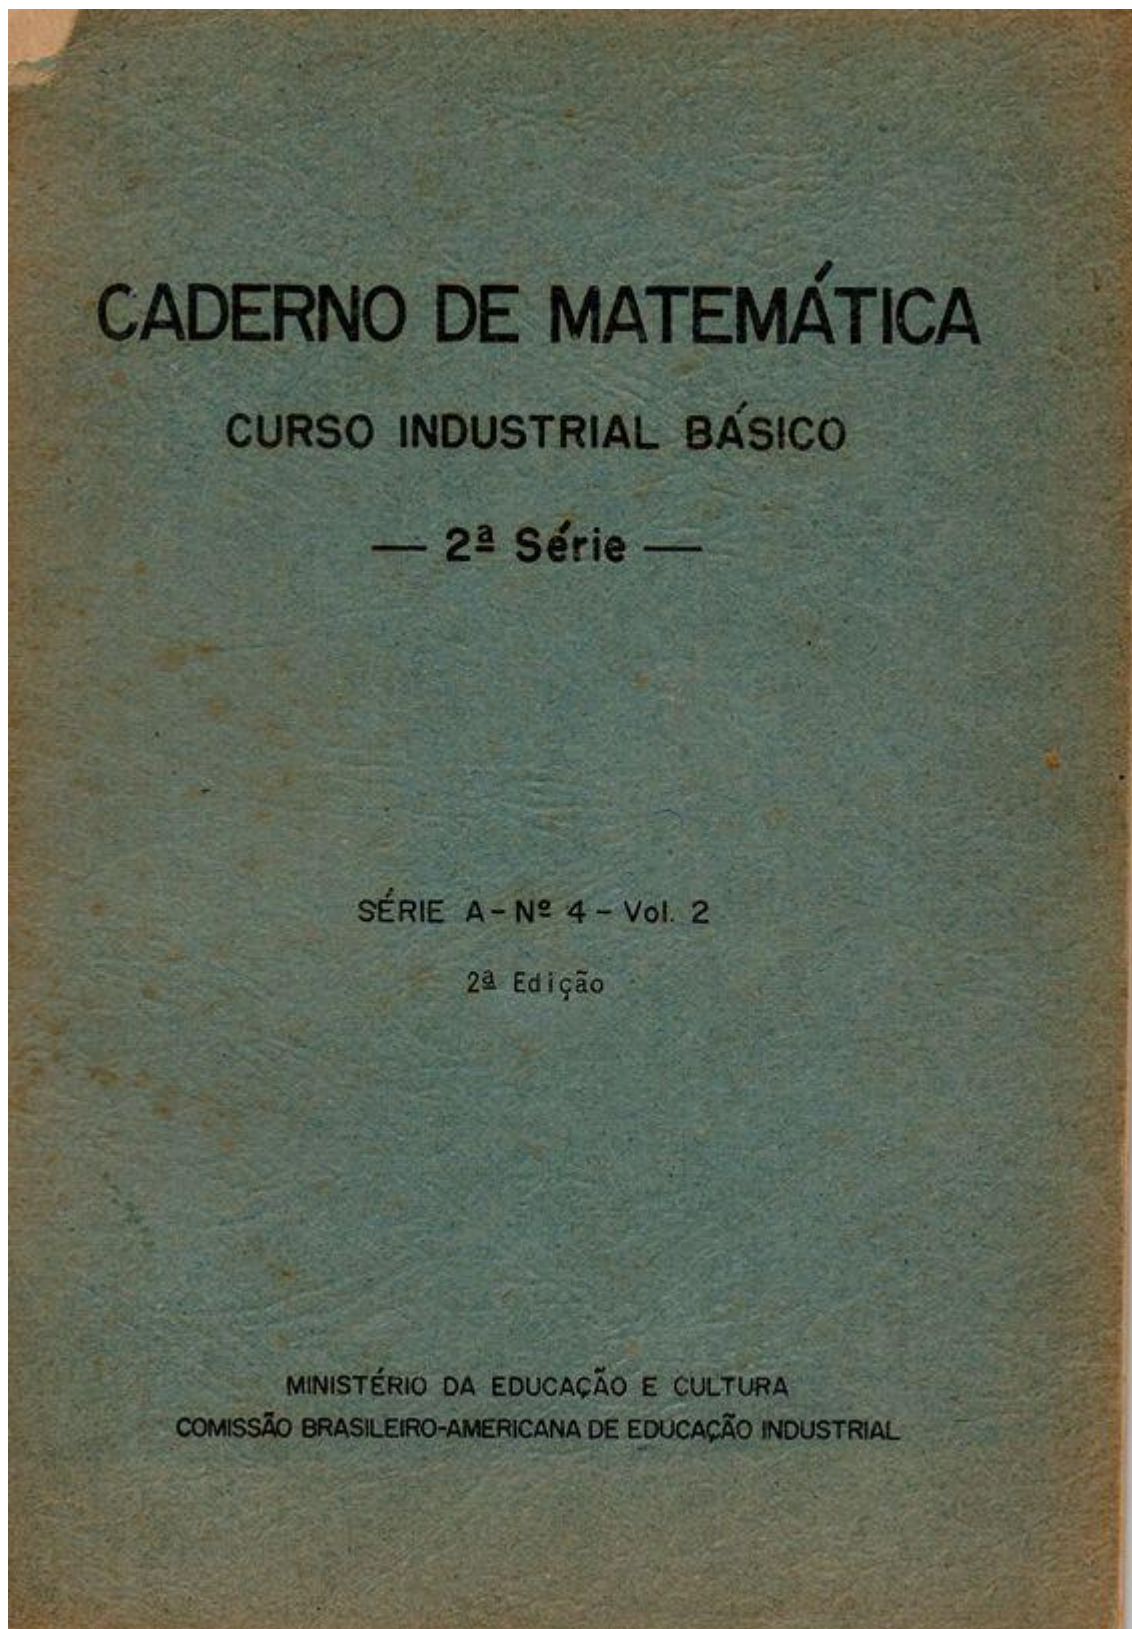 CADERNO DE MATEMÁTICA
CURSO INDUSTRIAL BÁSICO
— 2ª Série —
SÉRIE A - Nº 4 - Vol. 2
2ª Edição
MINISTÉRIO DA EDUCAÇÃO E CULTURA
COMISSÃO BRASILEIRO-AMERICANA DE EDUCAÇÃO INDUSTRIAL